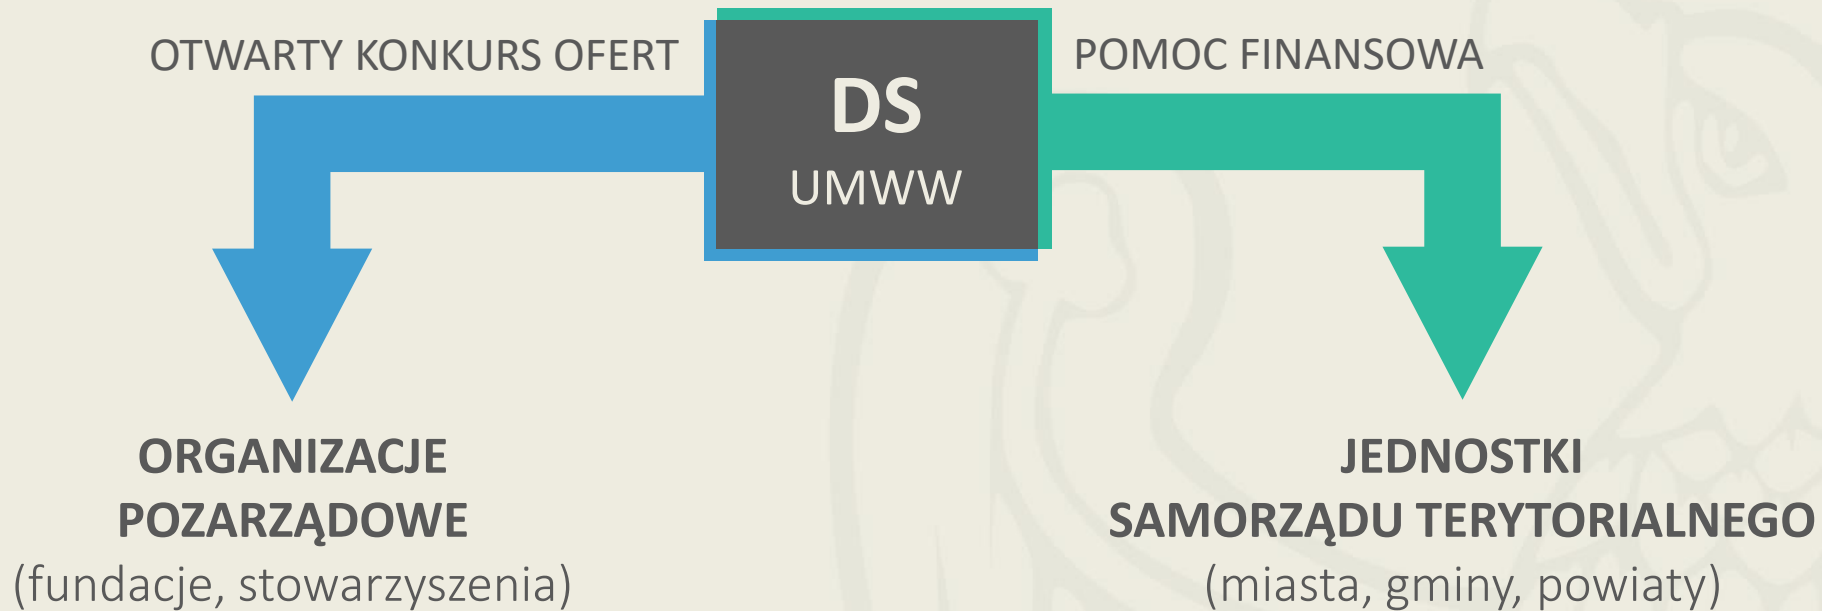 OTWARTY KONKURS OFERT
DS
UMWW
POMOC FINANSOWA
ORGANIZACJE
POZARZĄDOWE
(fundacje, stowarzyszenia)
JEDNOSTKI
SAMORZĄDU TERYTORIALNEGO
(miasta, gminy, powiaty)